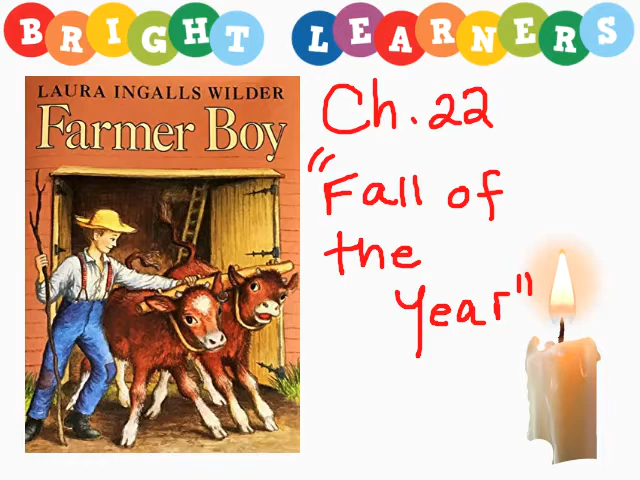 BRIGHT LEARNERS
LAURA INGALLS WILDER
Farmer Boy
Ch. 22
"Fall of
the
Year"